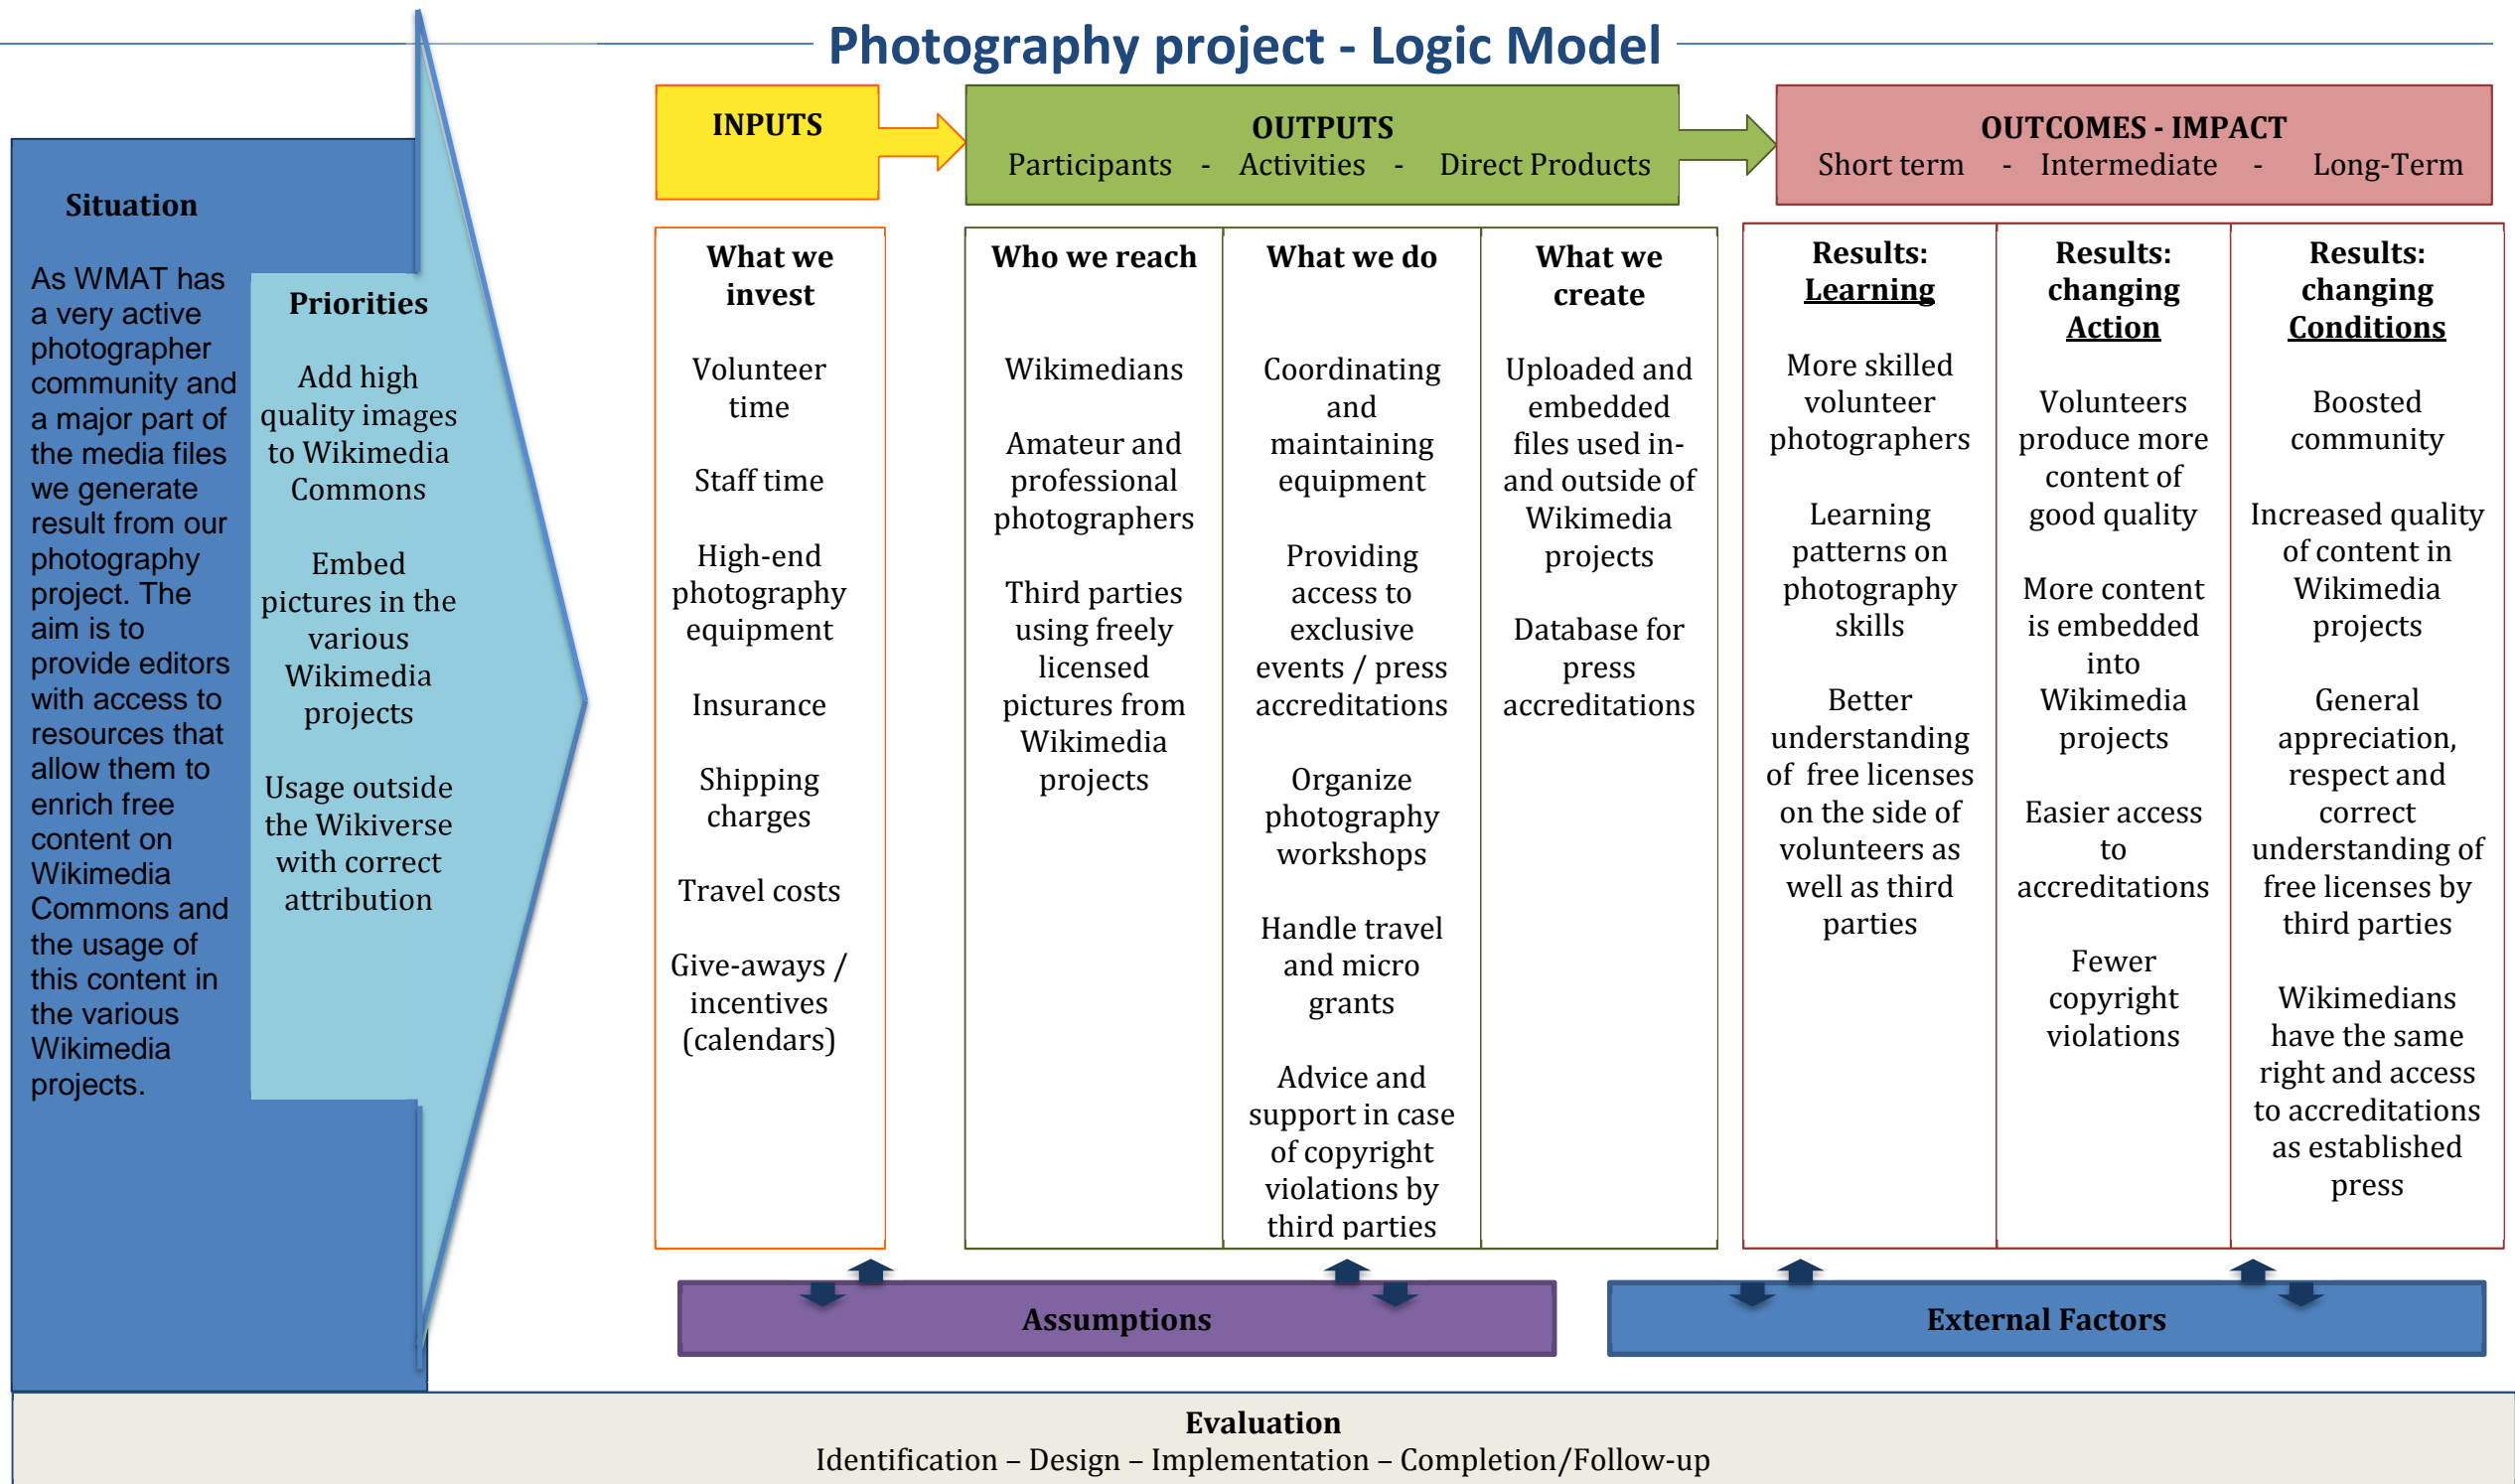 Photography project - Logic Model
Situation
As WMAT has
a very active
photographer
community and
a major part of
the media files
we generate
result from our
photography
project. The
aim is to
provide editors
with access to
resources that
allow them to
enrich free
content on
Wikimedia
Commons and
the usage of
this content in
the various
Wikimedia
projects.
Priorities
Add high
quality images
to Wikimedia
Commons
Embed
pictures in the
various
Wikimedia
projects
Usage outside
the Wikiverse
with correct
attribution
INPUTS
What we
invest
Volunteer
time
Staff time
High-end
photography
equipment
Insurance
Shipping
charges
Travel costs
Give-aways /
incentives
(calendars)
OUTPUTS
Participants - Activities - Direct Products
Who we reach
Wikimedians
Amateur and
professional
photographers
Third parties
using freely
licensed
pictures from
Wikimedia
projects
What we do
Coordinating
and
maintaining
equipment
Providing
access to
exclusive
events / press
accreditations
Organize
photography
workshops
Handle travel
and micro
grants
Advice and
support in case
of copyright
violations by
third parties
What we
create
Uploaded and
embedded
files used in-
and outside of
Wikimedia
projects
Database for
press
accreditations
OUTCOMES - IMPACT
Short term - Intermediate - Long-Term
Results:
Learning
More skilled
volunteer
photographers
Learning
patterns on
photography
skills
Better
understanding
of free licenses
on the side of
volunteers as
well as third
parties
Results:
changing
Action
Volunteers
produce more
content of
good quality
More content
is embedded
into
Wikimedia
projects
Easier access
to
accreditations
Fewer
copyright
violations
Results:
changing
Conditions
Boosted
community
Increased quality
of content in
Wikimedia
projects
General
appreciation,
respect and
correct
understanding of
free licenses by
third parties
Wikimedians
have the same
right and access
to accreditations
as established
press
Assumptions
External Factors
Evaluation
Identification – Design – Implementation – Completion/Follow-up